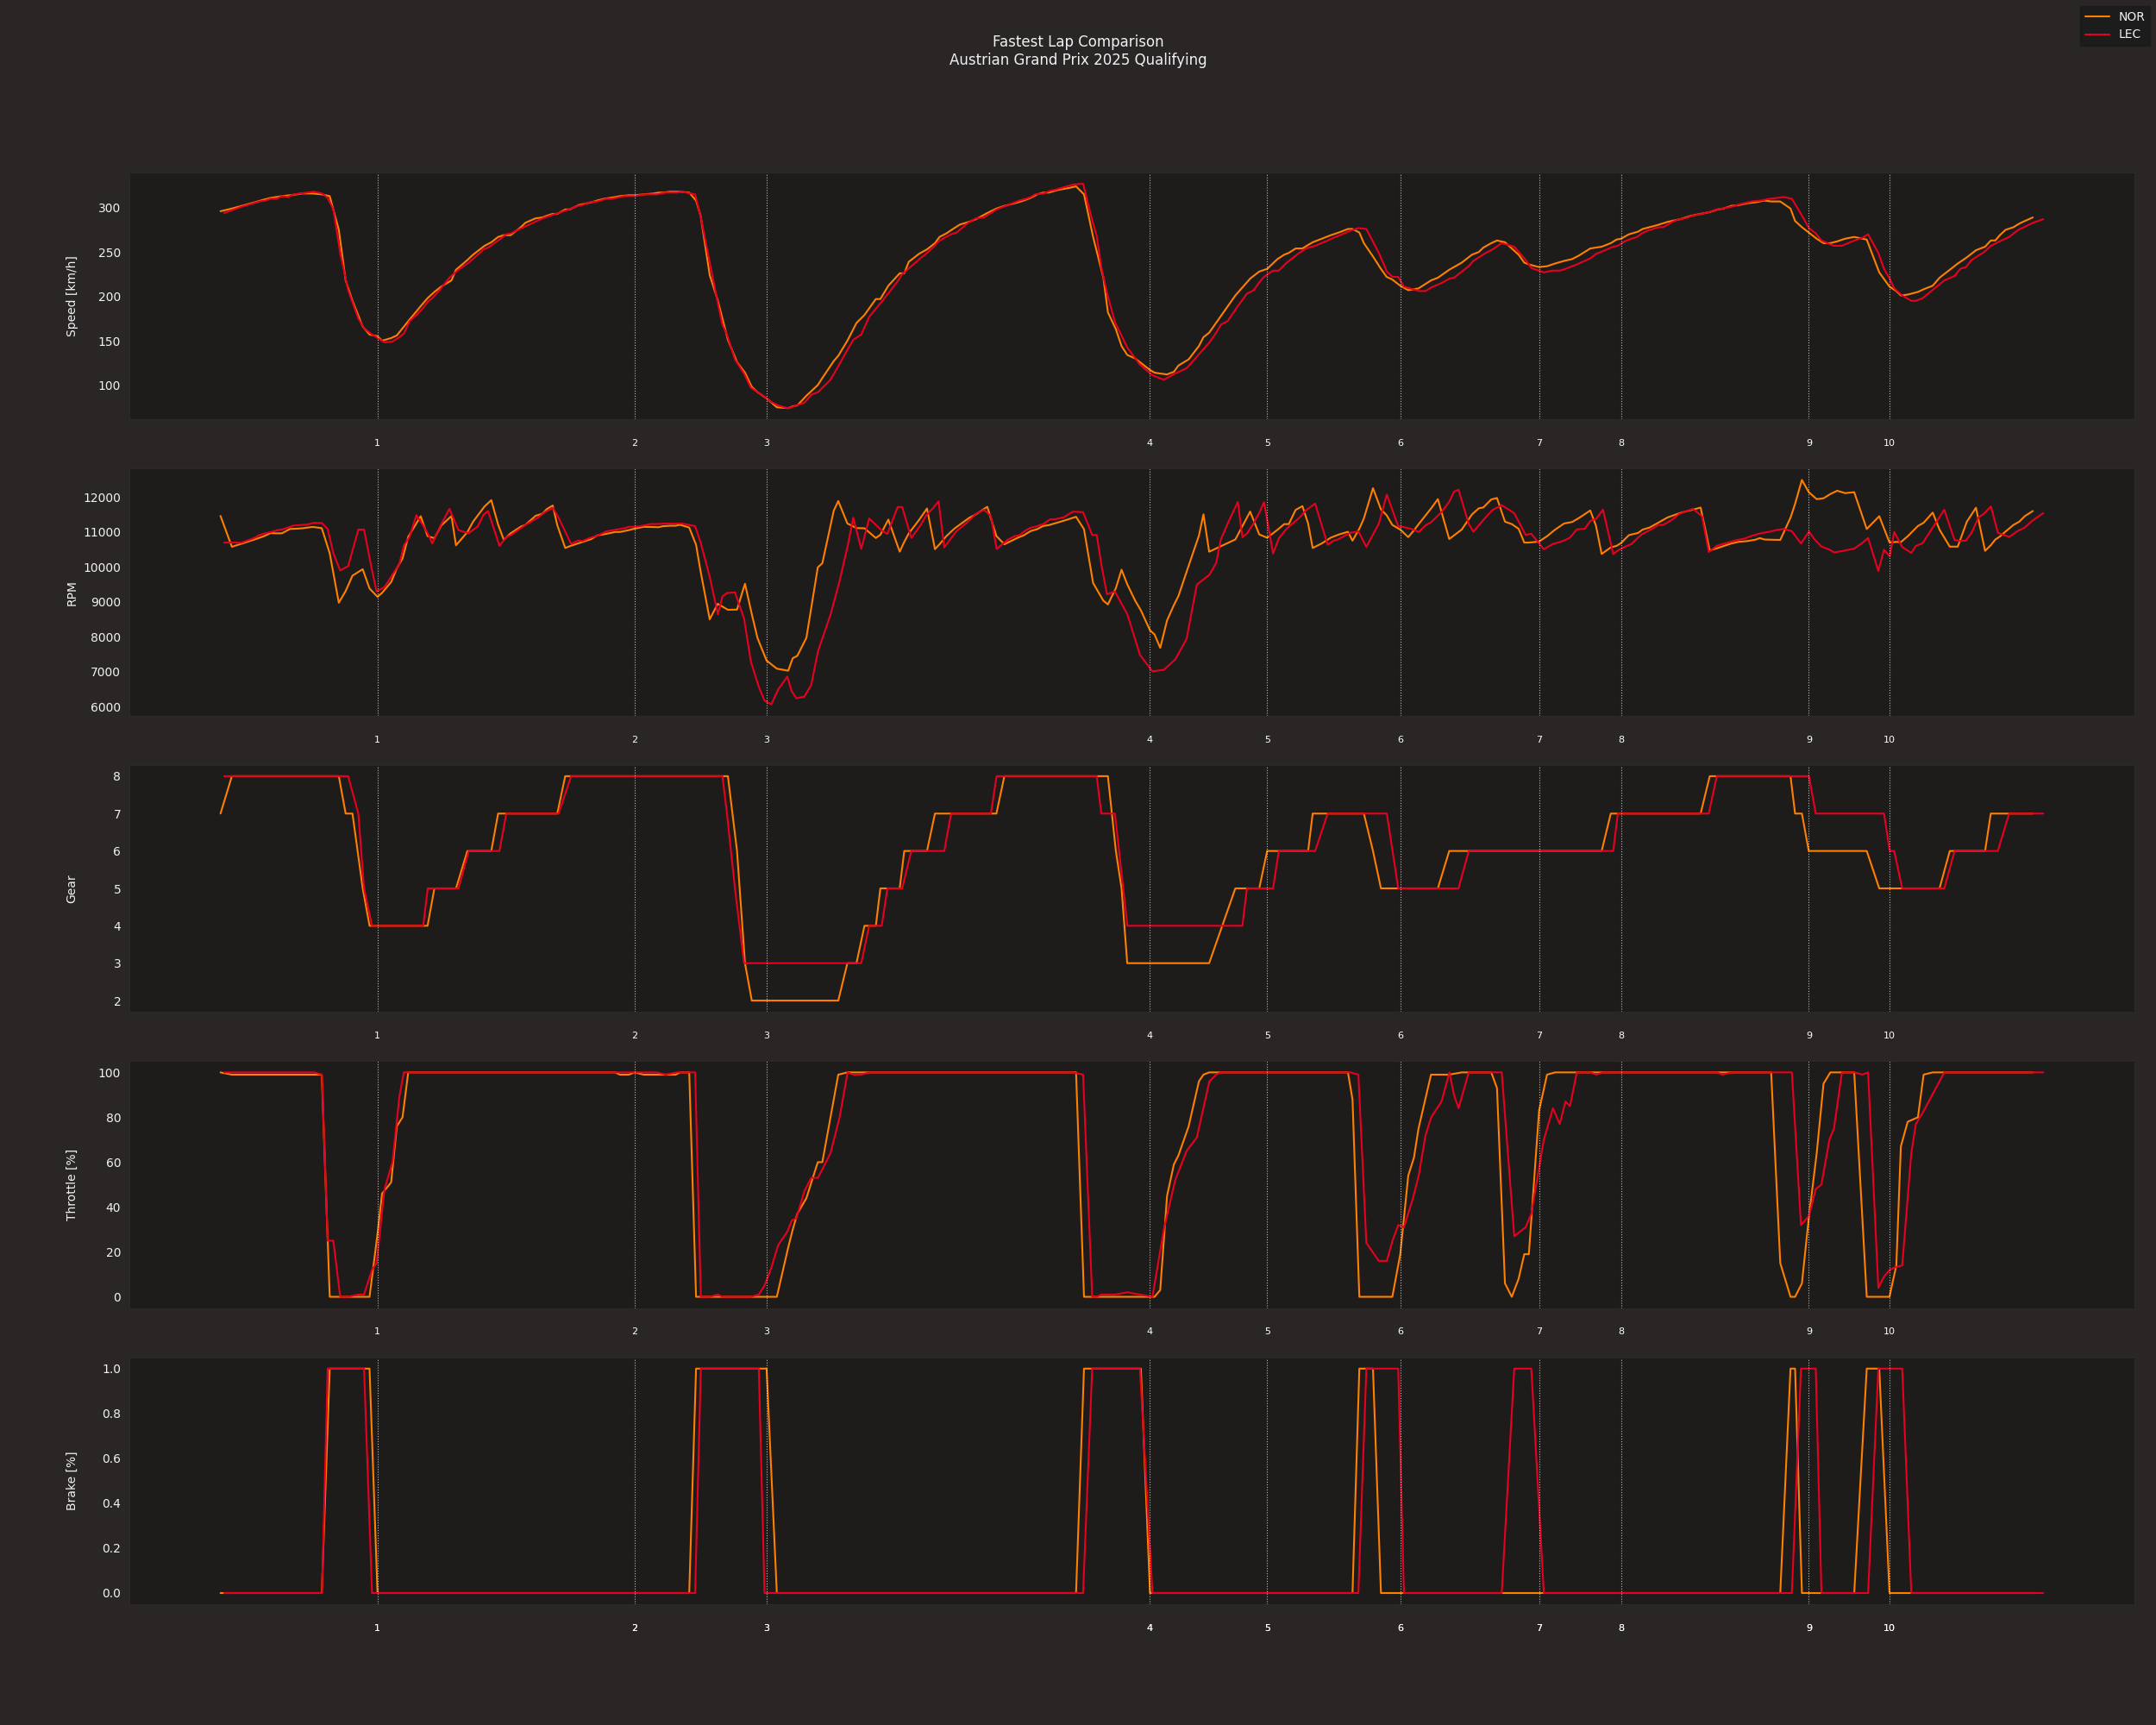 NOR
LEC
Fastest Lap Comparison
Austrian Grand Prix 2025 Qualifying
Speed [km/h]
300
250
200
150
100
1 2 3 4 5 6 7 8 9 10
RPM
12000
11000
10000
9000
8000
7000
6000
1 2 3 4 5 6 7 8 9 10
Gear
8
7
6
5
4
3
2
1 2 3 4 5 6 7 8 9 10
Throttle [%]
100
80
60
40
20
0
1 2 3 4 5 6 7 8 9 10
Brake [%]
1.0
0.8
0.6
0.4
0.2
0.0
1 2 3 4 5 6 7 8 9 10